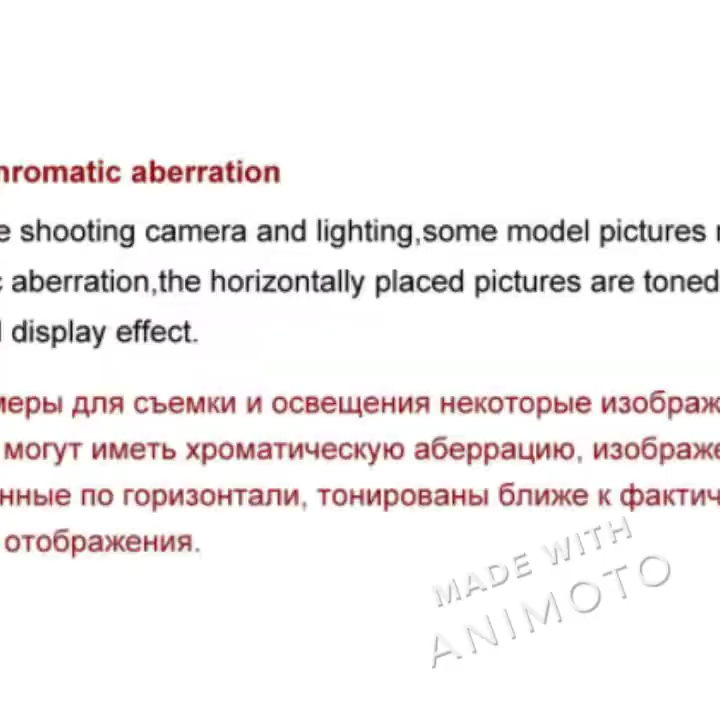 hromatic aberration
e shooting camera and lighting,some model pictures
c aberration,the horizontally placed pictures are toned
l display effect.
меры для съемки и освещения некоторые изображ
могут иметь хроматическую аберрацию, изображе
нные по горизонтали, тонированы ближе к фактич
отображения.
MADE WITH
ANIMOTO